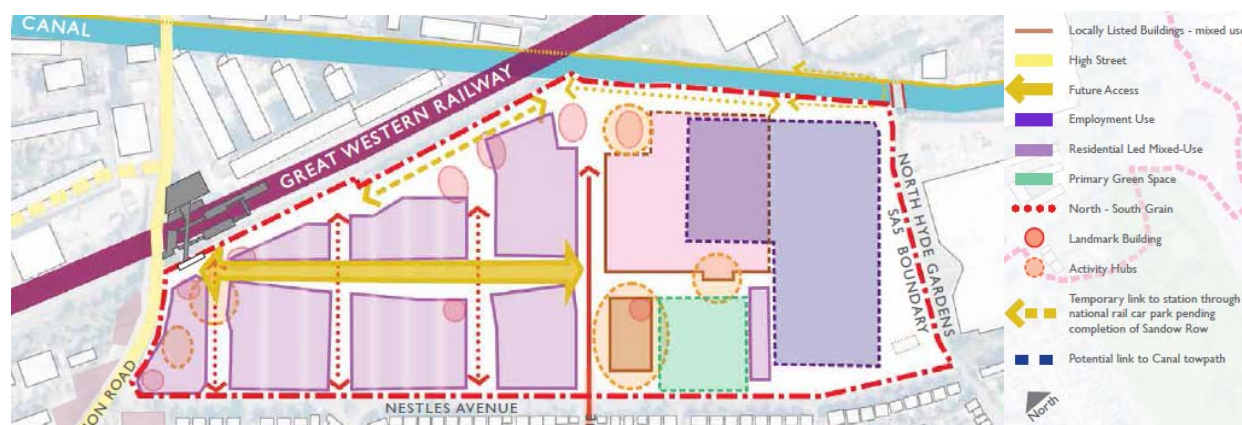 CANAL
GREAT WESTERN RAILWAY
NORTH HYDE GARDENS
SA5 BOUNDARY
ION ROAD
NESTLES AVENUE
Locally Listed Buildings - mixed use
High Street
Future Access
Employment Use
Residential Led Mixed-Use
Primary Green Space
North - South Grain
Landmark Building
Activity Hubs
Temporary link to station through
national rail car park pending
completion of Sandow Row
Potential link to Canal towpath
North